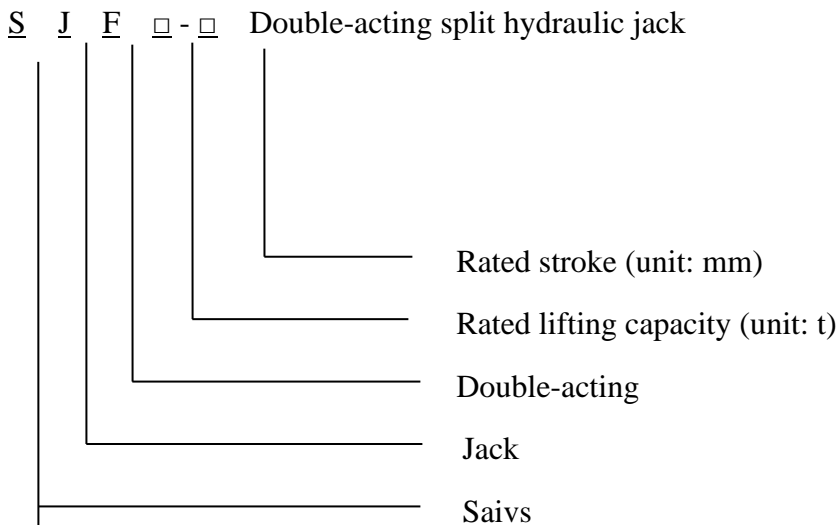 S J F □ - □ Double-acting split hydraulic jack
Rated stroke (unit: mm)
Rated lifting capacity (unit: t)
Double-acting
Jack
Saivs